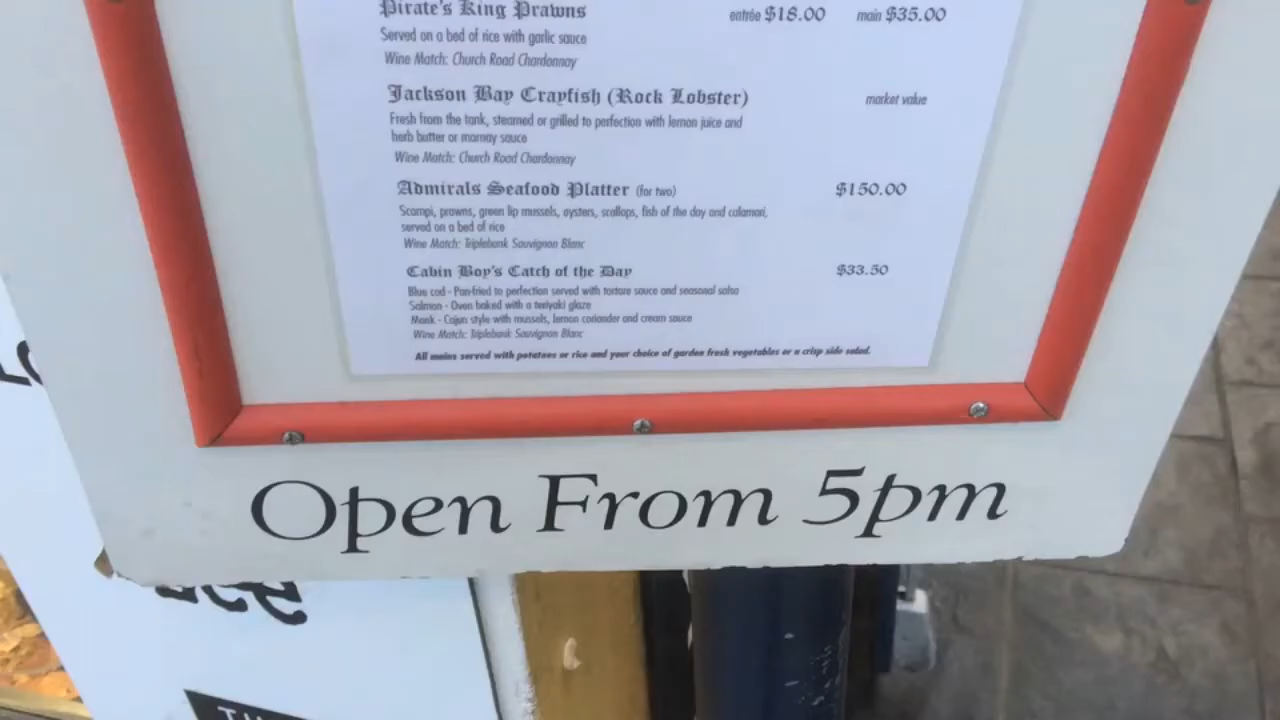 Pirate's King Prawns entrée $18.00 main $35.00
Served on a bed of rice with garlic sauce
Wine Match: Church Road Chardonnay
Jackson Bay Crayfish (Rock Lobster) market value
Fresh from the tank, steamed or grilled to perfection with lemon juice and
herb butter or mornay sauce
Wine Match: Church Road Chardonnay
Admirals Seafood Platter (for two) $150.00
Scampi, prawns, green lip mussels, oysters, scallops, fish of the day and calamari,
served on a bed of rice
Wine Match: Triplebank Sauvignon Blanc
Cabin Boy's Catch of the Day $33.50
Blue cod - Pan-fried to perfection served with tartare sauce and seasonal salsa
Salmon - Oven baked with a teriyaki glaze
Monk - Cajun style with mussels, lemon coriander and cream sauce
Wine Match: Triplebank Sauvignon Blanc
All mains served with potatoes or rice and your choice of garden fresh vegetables or a crisp side salad.
Open From 5pm